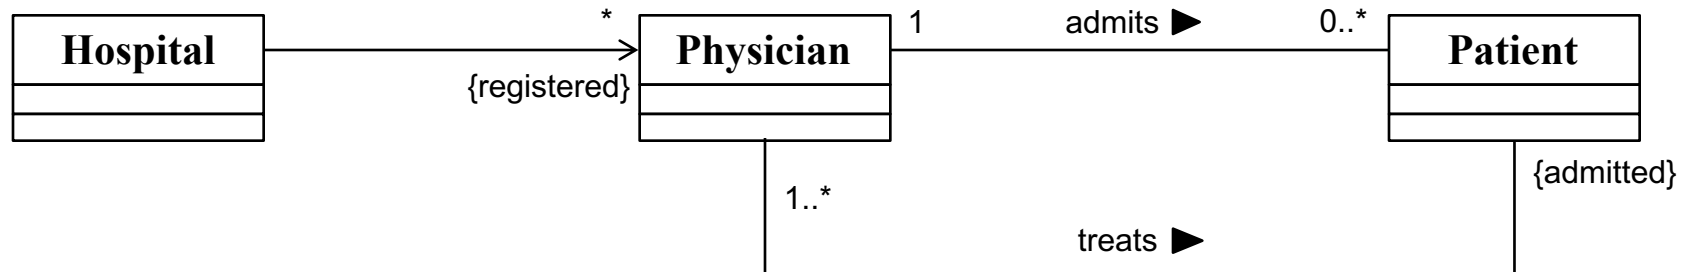 * 1 admits ▶ 0..*
Hospital Physician Patient
{registered}
{admitted}
1..*
treats ▶